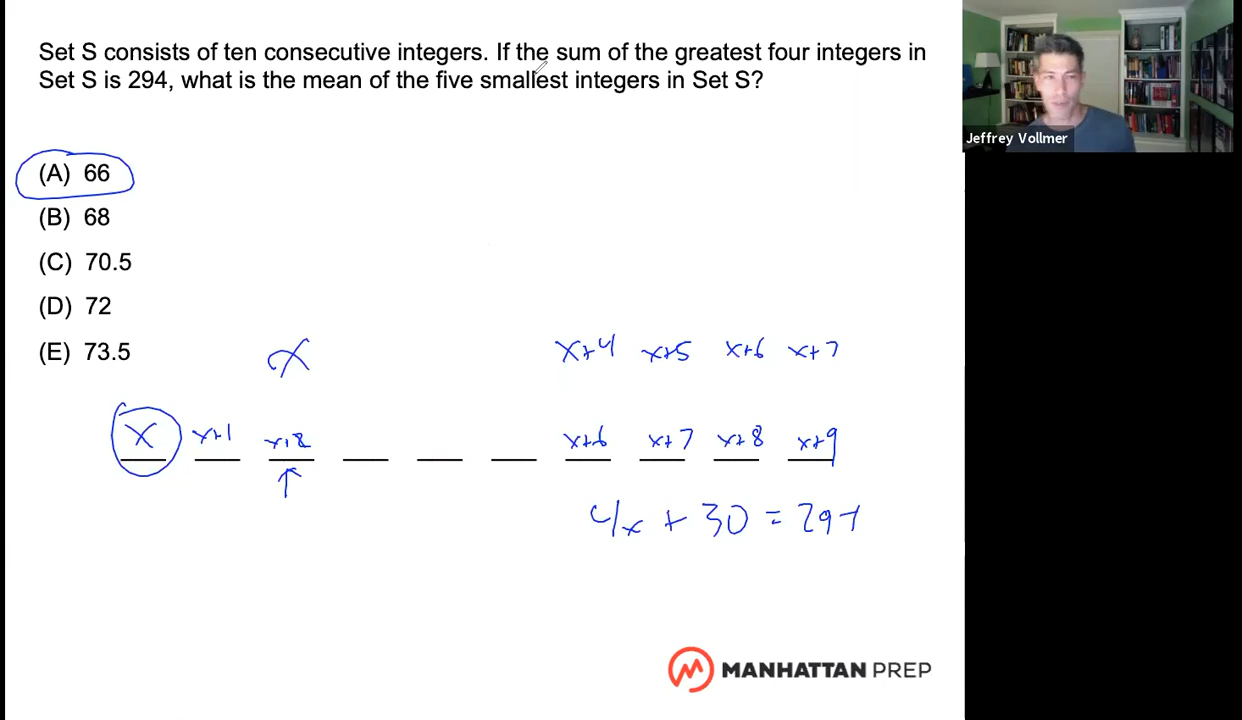 Set S consists of ten consecutive integers. If the sum of the greatest four integers in
Set S is 294, what is the mean of the five smallest integers in Set S?
Jeffrey Vollmer
(A) 66
(B) 68
(C) 70.5
(D) 72
(E) 73.5
x x+4 x+5 x+6 x+7
x x+1 x+2 x+6 x+7 x+8 x+9
4x + 30 = 294
MANHATTAN PREP